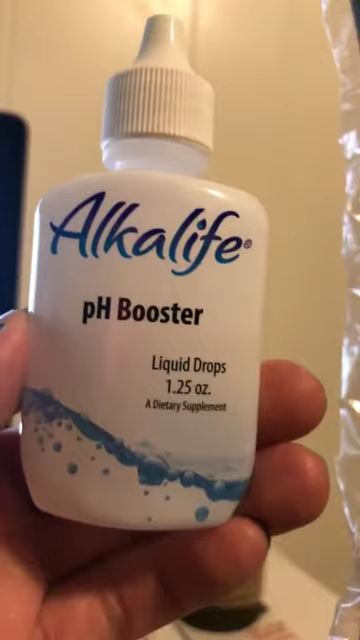 Alkalife®
pH Booster
Liquid Drops
1.25 oz.
A Dietary Supplement